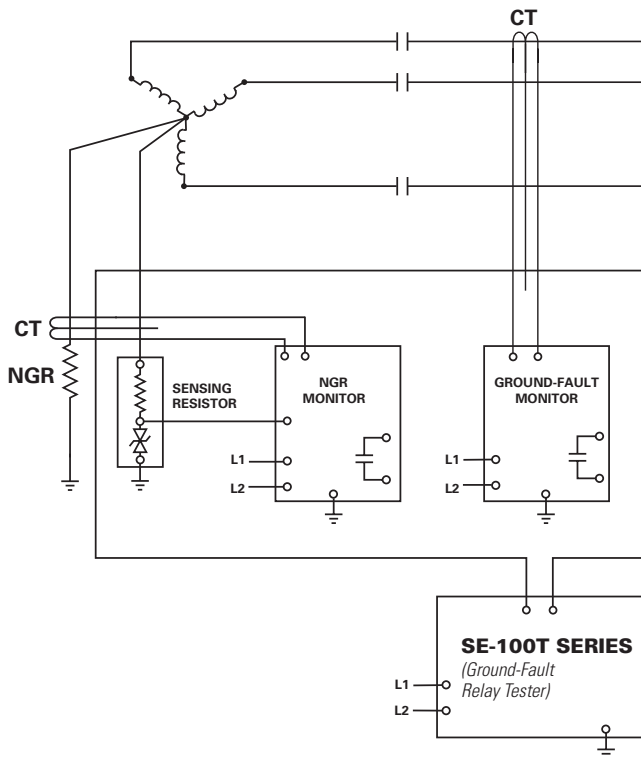 CT
CT
NGR
SENSING
RESISTOR
NGR
MONITOR
L1
L2
GROUND-FAULT
MONITOR
L1
L2
SE-100T SERIES
(Ground-Fault
Relay Tester)
L1
L2